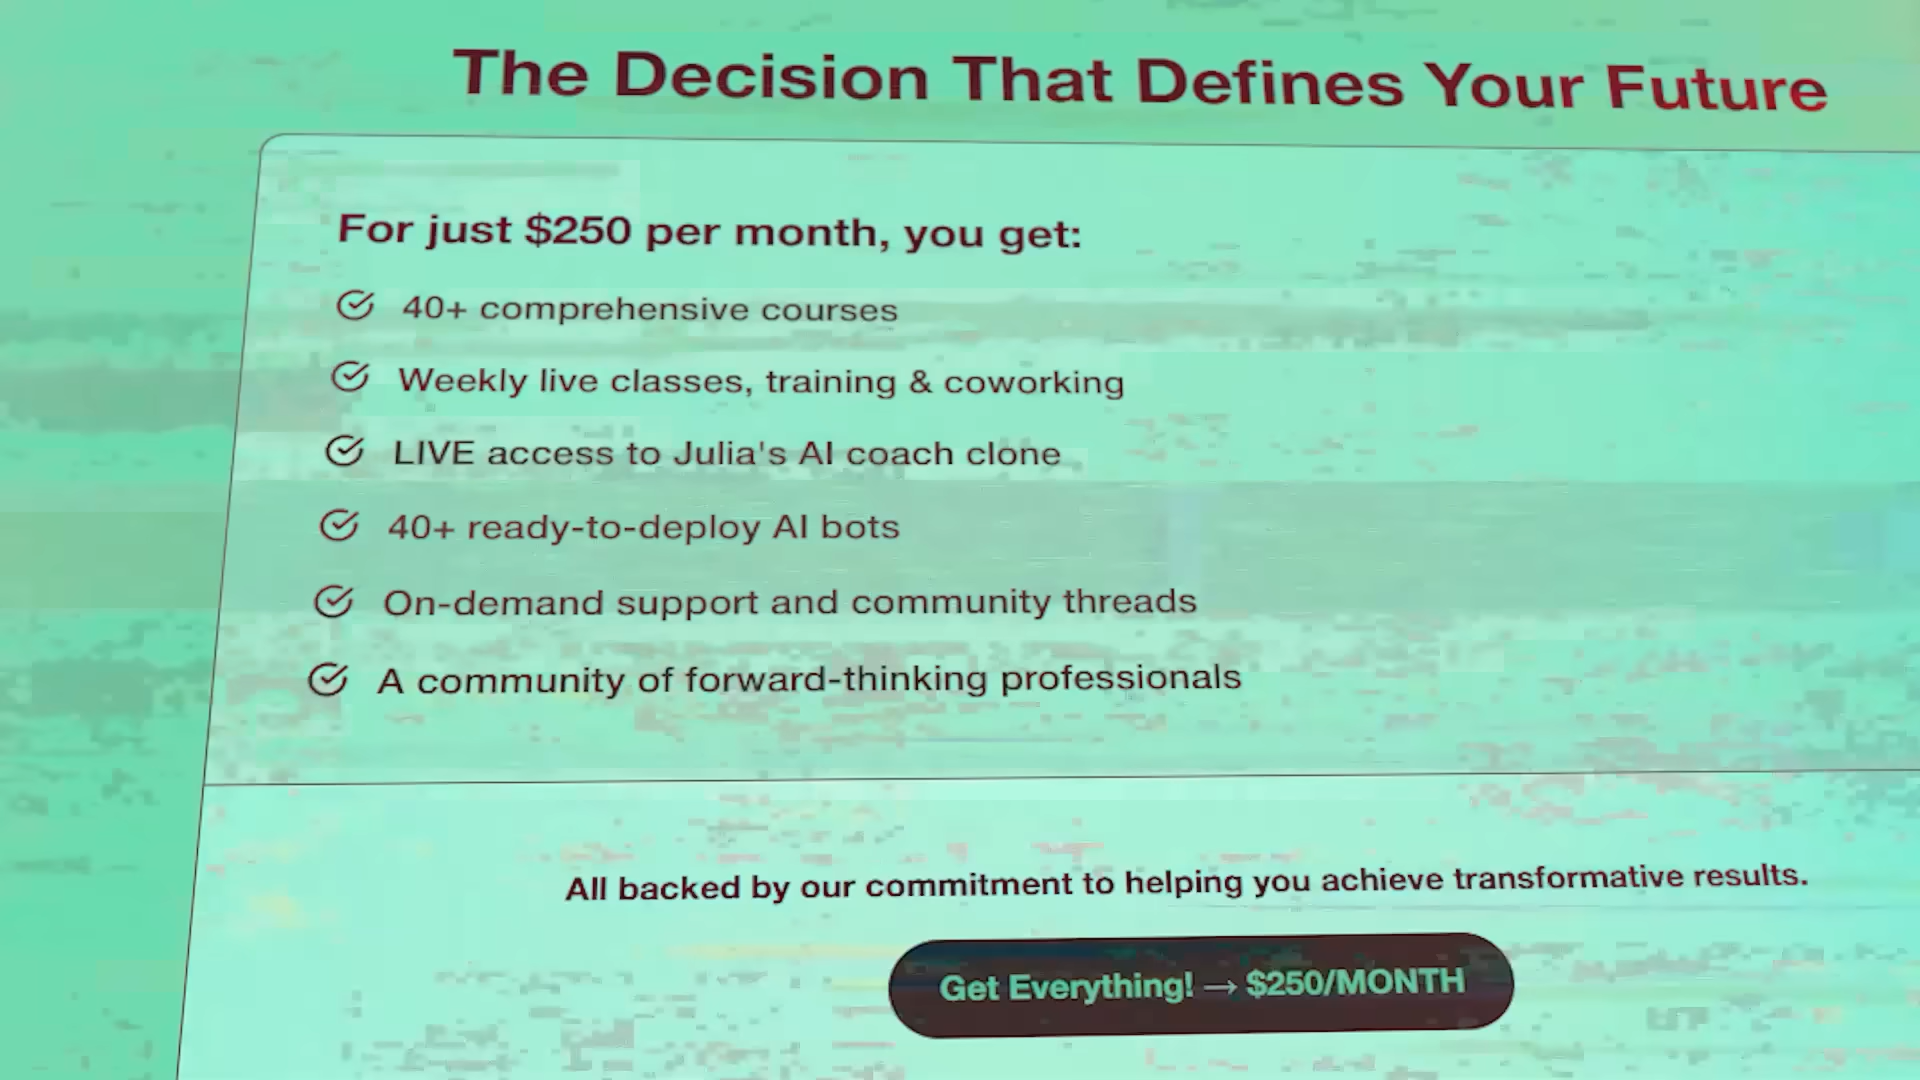 The Decision That Defines Your Future
For just $250 per month, you get:
40+ comprehensive courses
Weekly live classes, training & coworking
LIVE access to Julia's AI coach clone
40+ ready-to-deploy AI bots
On-demand support and community threads
A community of forward-thinking professionals
All backed by our commitment to helping you achieve transformative results.
Get Everything! → $250/MONTH